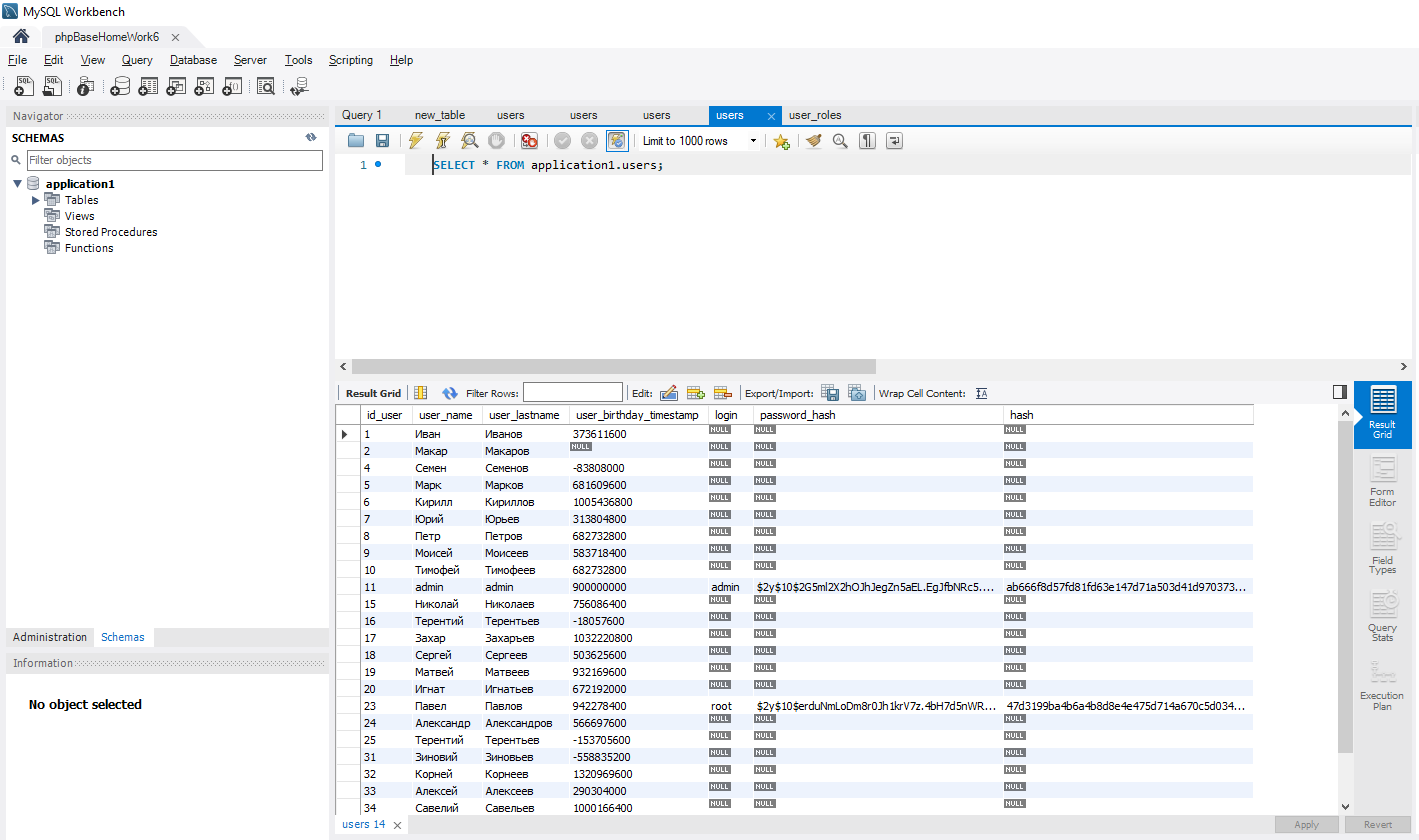 MySQL Workbench
phpBaseHomeWork6
File Edit View Query Database Server Tools Scripting Help
Navigator
SCHEMAS
Filter objects
application1
Tables
Views
Stored Procedures
Functions
Administration Schemas
Information
No object selected
Query 1 new_table users users users users user_roles
Limit to 1000 rows
1 SELECT * FROM application1.users;
Result Grid Filter Rows: Edit: Export/Import: Wrap Cell Content:
id_user user_name user_lastname user_birthday_timestamp login password_hash hash
1 Иван Иванов 373611600 NULL NULL NULL
2 Макар Макаров NULL NULL NULL NULL
4 Семен Семенов -83808000 NULL NULL NULL
5 Марк Марков 681609600 NULL NULL NULL
6 Кирилл Кириллов 1005436800 NULL NULL NULL
7 Юрий Юрьев 313804800 NULL NULL NULL
8 Петр Петров 682732800 NULL NULL NULL
9 Моисей Моисеев 583718400 NULL NULL NULL
10 Тимофей Тимофеев 682732800 NULL NULL NULL
11 admin admin 900000000 admin $2y$10$2G5ml2X2hOJhJegZn5aEL.EgJfbNRc5.... ab666f8d57fd81fd63e147d71a503d41d970373...
15 Николай Николаев 756086400 NULL NULL NULL
16 Терентий Терентьев -18057600 NULL NULL NULL
17 Захар Захаръев 1032220800 NULL NULL NULL
18 Сергей Сергеев 503625600 NULL NULL NULL
19 Матвей Матвеев 932169600 NULL NULL NULL
20 Игнат Игнатьев 672192000 NULL NULL NULL
23 Павел Павлов 942278400 root $2y$10$erduNmLoDm8r0Jh1krV7z.4bH7d5nWR... 47d3199ba4b6a4b8d8e4e475d714a670c5d034...
24 Александр Александров 566697600 NULL NULL NULL
25 Терентий Терентьев -153705600 NULL NULL NULL
31 Зиновий Зиновьев -558835200 NULL NULL NULL
32 Корней Корнеев 1320969600 NULL NULL NULL
33 Алексей Алексеев 290304000 NULL NULL NULL
34 Савелий Савельев 1000166400 NULL NULL NULL
Result Grid
Form Editor
Field Types
Query Stats
Execution Plan
users 14
Apply Revert